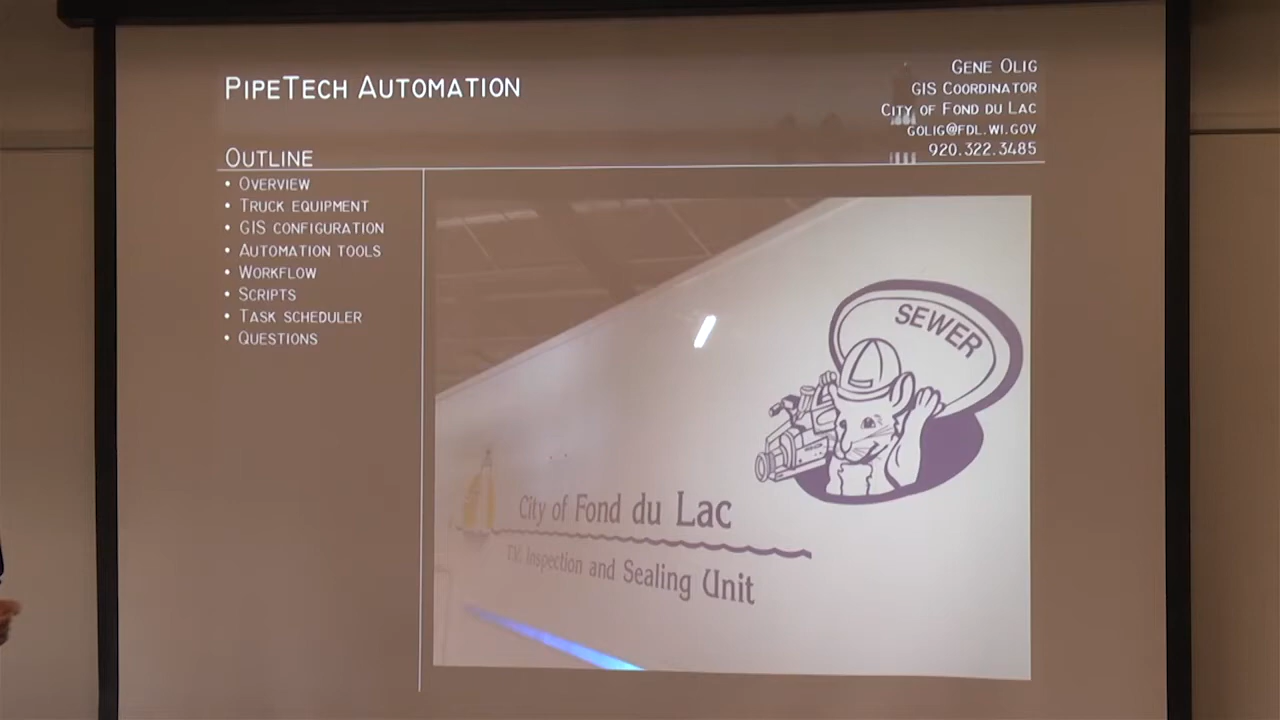 PipeTech Automation
Gene Olig
GIS Coordinator
City of Fond du Lac
golig@fdl.wi.gov
920.322.3485
Outline
• Overview
• Truck equipment
• GIS configuration
• Automation tools
• Workflow
• Scripts
• Task scheduler
• Questions
SEWER
City of Fond du Lac
T.V. Inspection and Sealing Unit